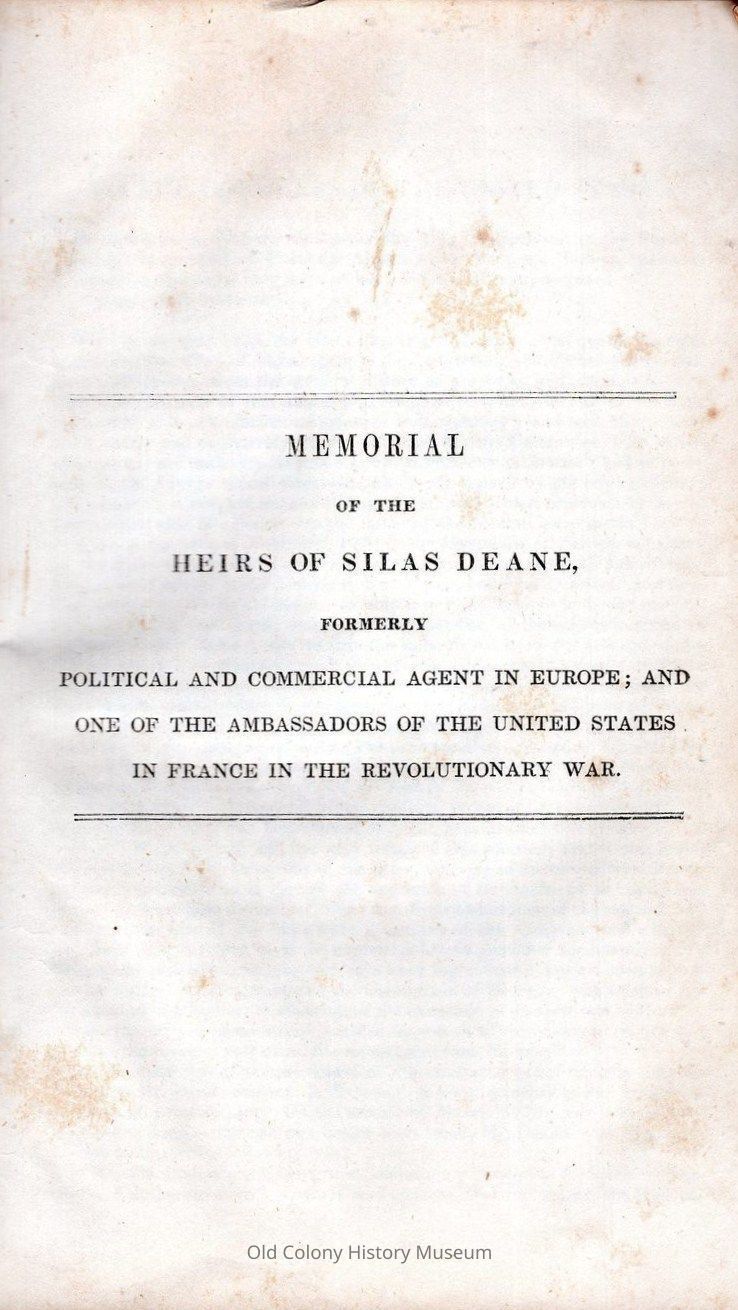 MEMORIAL
OF THE
HEIRS OF SILAS DEANE,
FORMERLY
POLITICAL AND COMMERCIAL AGENT IN EUROPE; AND
ONE OF THE AMBASSADORS OF THE UNITED STATES
IN FRANCE IN THE REVOLUTIONARY WAR.
Old Colony History Museum